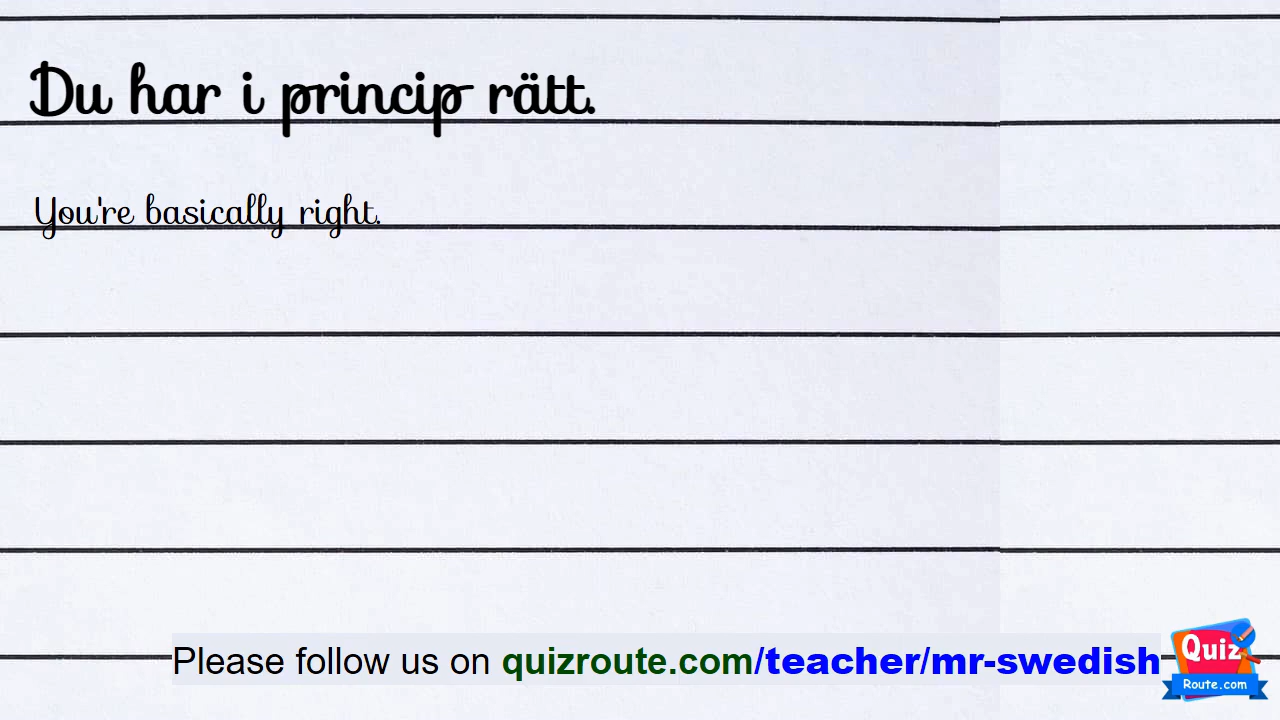 Du har i princip rätt.
You're basically right.
Please follow us on quizroute.com/teacher/mr-swedish
Quiz
Route.com